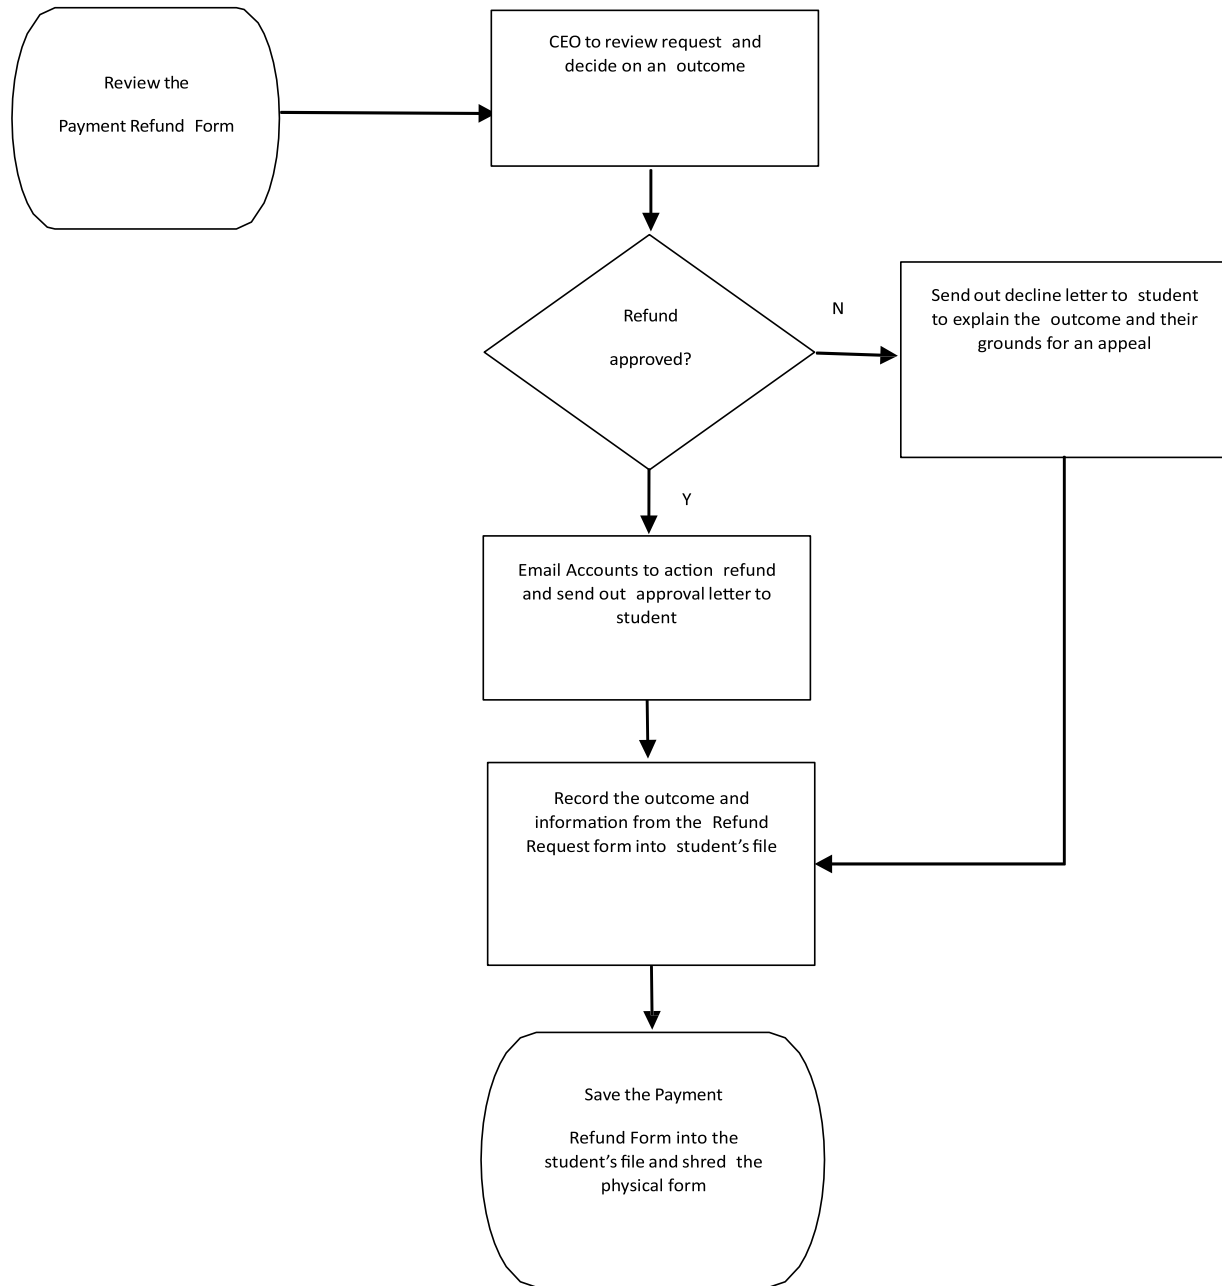 Review the
Payment Refund Form
CEO to review request and
decide on an outcome
Refund
approved?
N
Send out decline letter to student
to explain the outcome and their
grounds for an appeal
Y
Email Accounts to action refund
and send out approval letter to
student
Record the outcome and
information from the Refund
Request form into student’s file
Save the Payment
Refund Form into the
student’s file and shred the
physical form